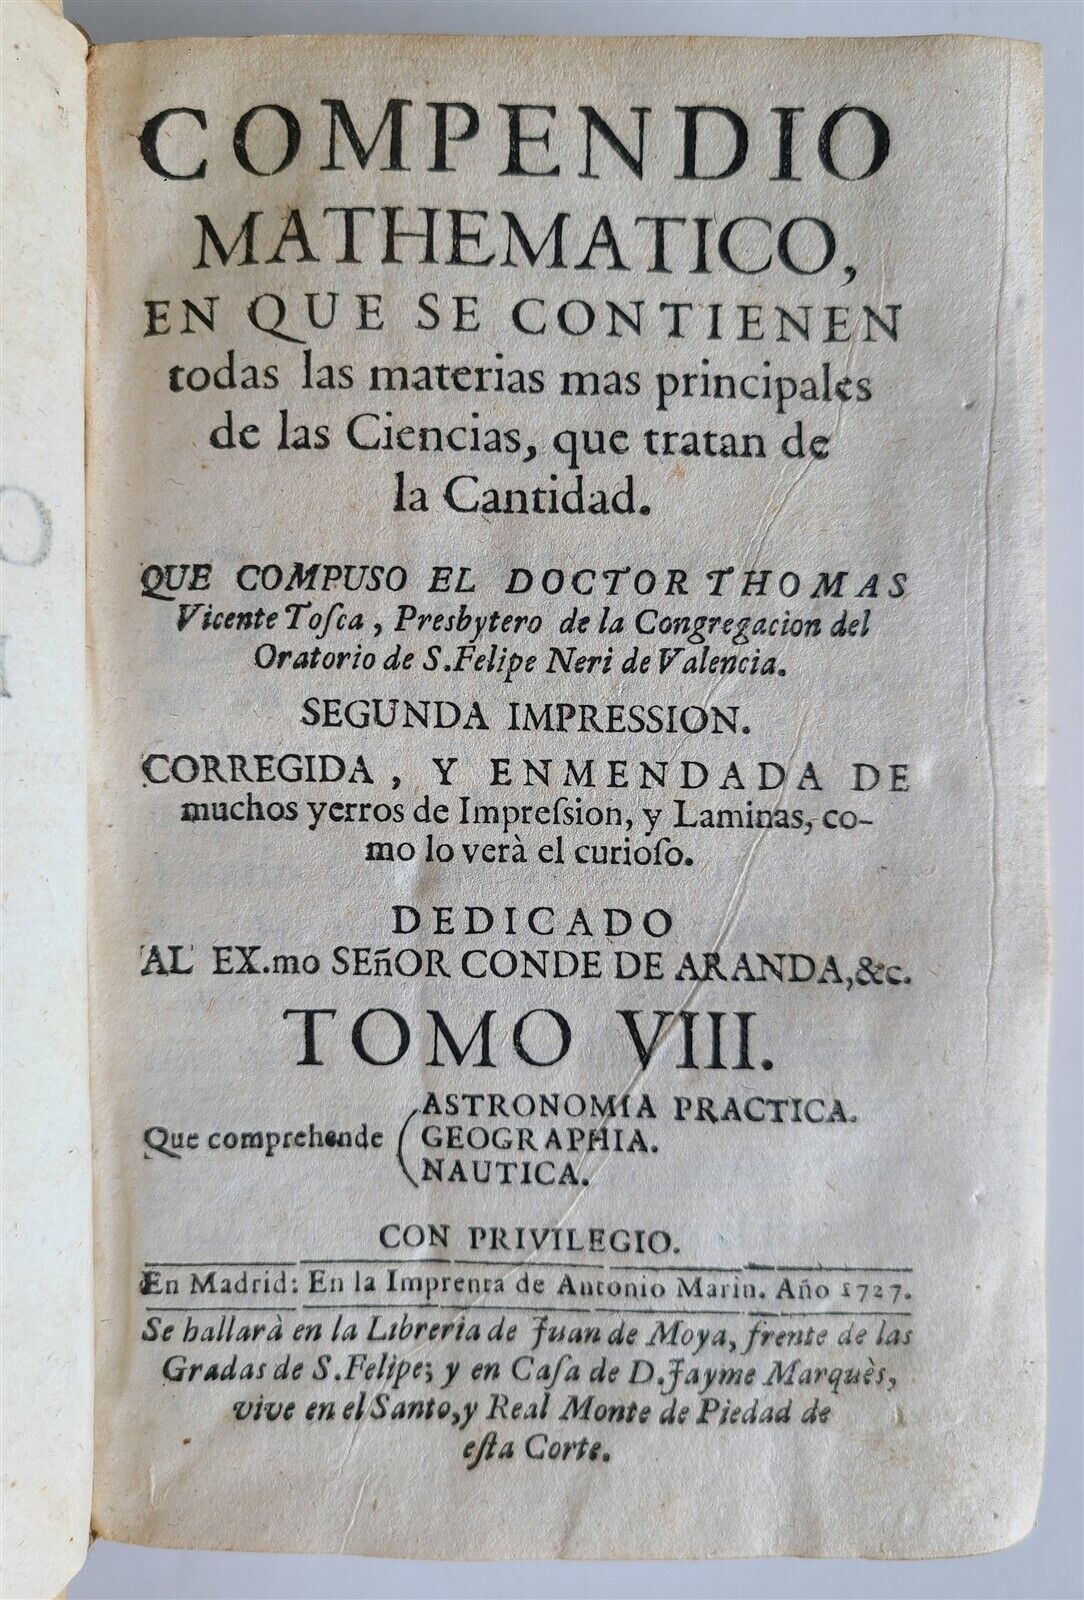 COMPENDIO
MATHEMATICO,
EN QUE SE CONTIENEN
todas las materias mas principales
de las Ciencias, que tratan de
la Cantidad.
QUE COMPUSO EL DOCTOR THOMAS
Vicente Toſca, Presbytero de la Congregacion del
Oratorio de S. Felipe Neri de Valencia.
SEGUNDA IMPRESSION.
CORREGIDA, Y ENMENDADA DE
muchos yerros de Impreſsion, y Laminas, co-
mo lo verà el curioſo.
DEDICADO
AL EX.mo SEñOR CONDE DE ARANDA, &c.
TOMO VIII.
Que comprehende
ASTRONOMIA PRACTICA.
GEOGRAPHIA.
NAUTICA.
CON PRIVILEGIO.
En Madrid: En la Imprenta de Antonio Marin. Año 1727.
Se hallarà en la Libreria de Juan de Moya, frente de las
Gradas de S. Felipe; y en Caſa de D. Jayme Marquès,
vive en el Santo, y Real Monte de Piedad de
eſta Corte.